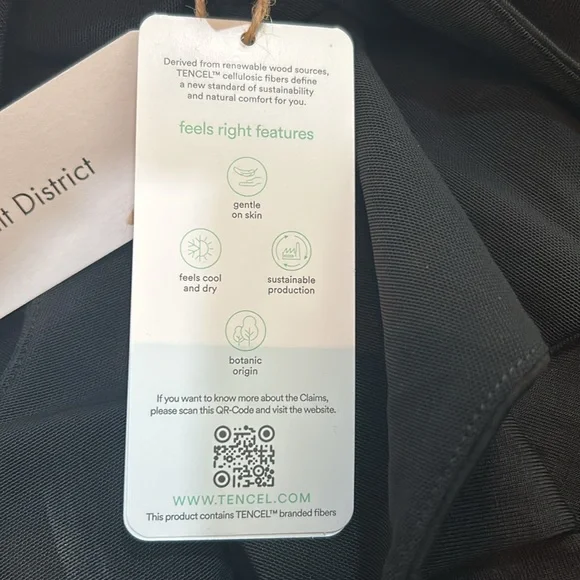 Derived from renewable wood sources,
TENCEL™ cellulosic fibers define
a new standard of sustainability
and natural comfort for you.
feels right features
gentle
on skin
feels cool
and dry
sustainable
production
botanic
origin
If you want to know more about the Claims,
please scan this QR-Code and visit the website.
WWW.TENCEL.COM
This product contains TENCEL™ branded fibers
District